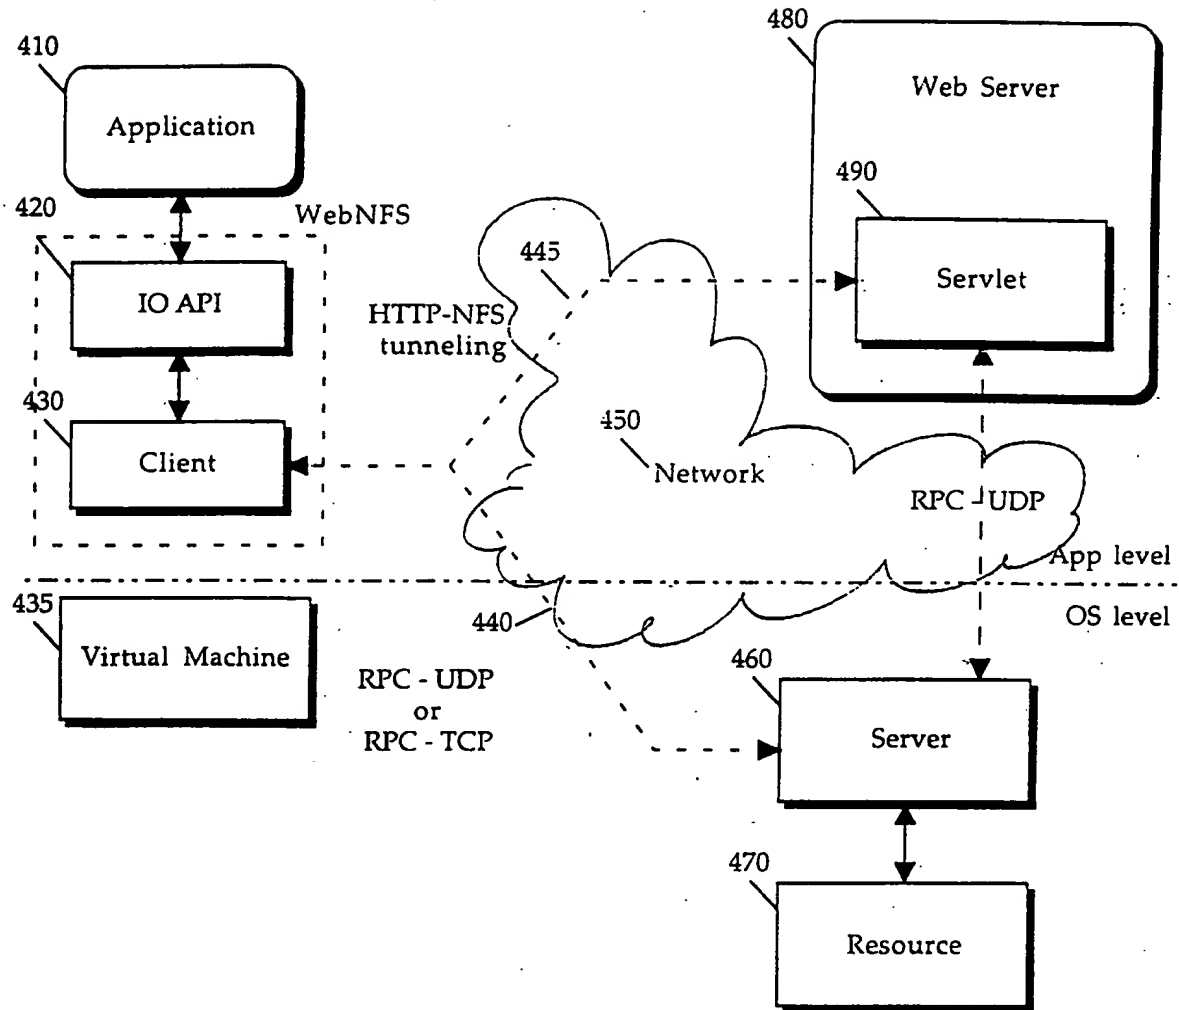 480
410
Web Server
Application
490
420
WebNFS
445
Servlet
IO API
HTTP-NFS
tunneling
430
450
Client
Network
RPC - UDP
App level
435
440
OS level
Virtual Machine
460
RPC - UDP
or
RPC - TCP
Server
470
Resource